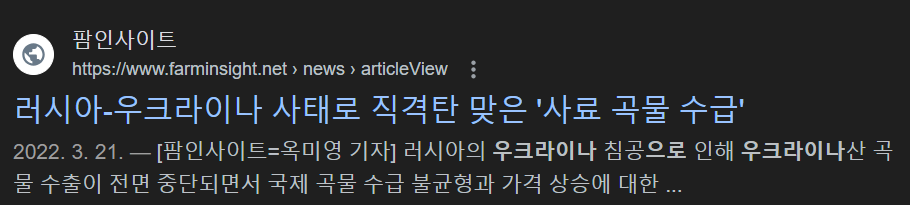 팜인사이트
https://www.farminsight.net › news › articleView
러시아-우크라이나 사태로 직격탄 맞은 '사료 곡물 수급'
2022. 3. 21. — [팜인사이트=옥미영 기자] 러시아의 우크라이나 침공으로 인해 우크라이나산 곡
물 수출이 전면 중단되면서 국제 곡물 수급 불균형과 가격 상승에 대한 ...